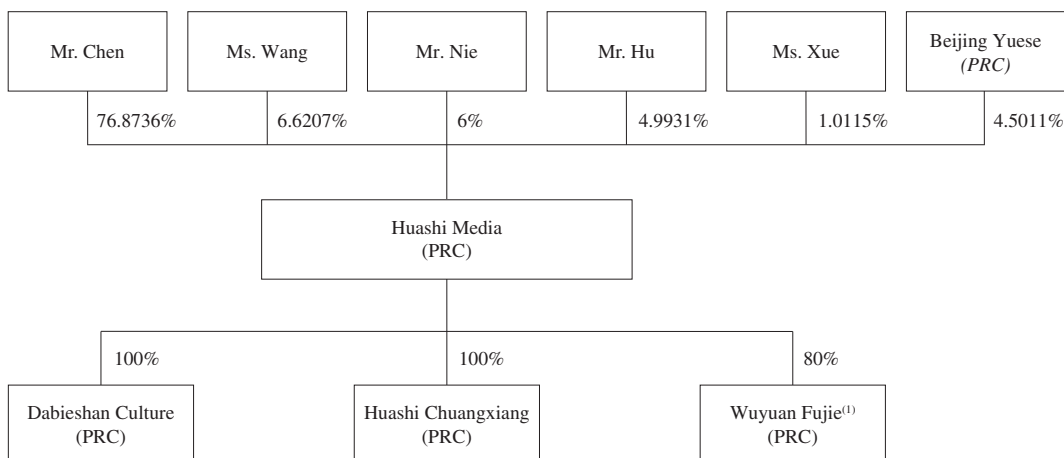 Mr. Chen
Ms. Wang
Mr. Nie
Mr. Hu
Ms. Xue
Beijing Yuese
(PRC)
76.8736%
6.6207%
6%
4.9931%
1.0115%
4.5011%
Huashi Media
(PRC)
100%
100%
80%
Dabieshan Culture
(PRC)
Huashi Chuangxiang
(PRC)
Wuyuan Fujie(1)
(PRC)